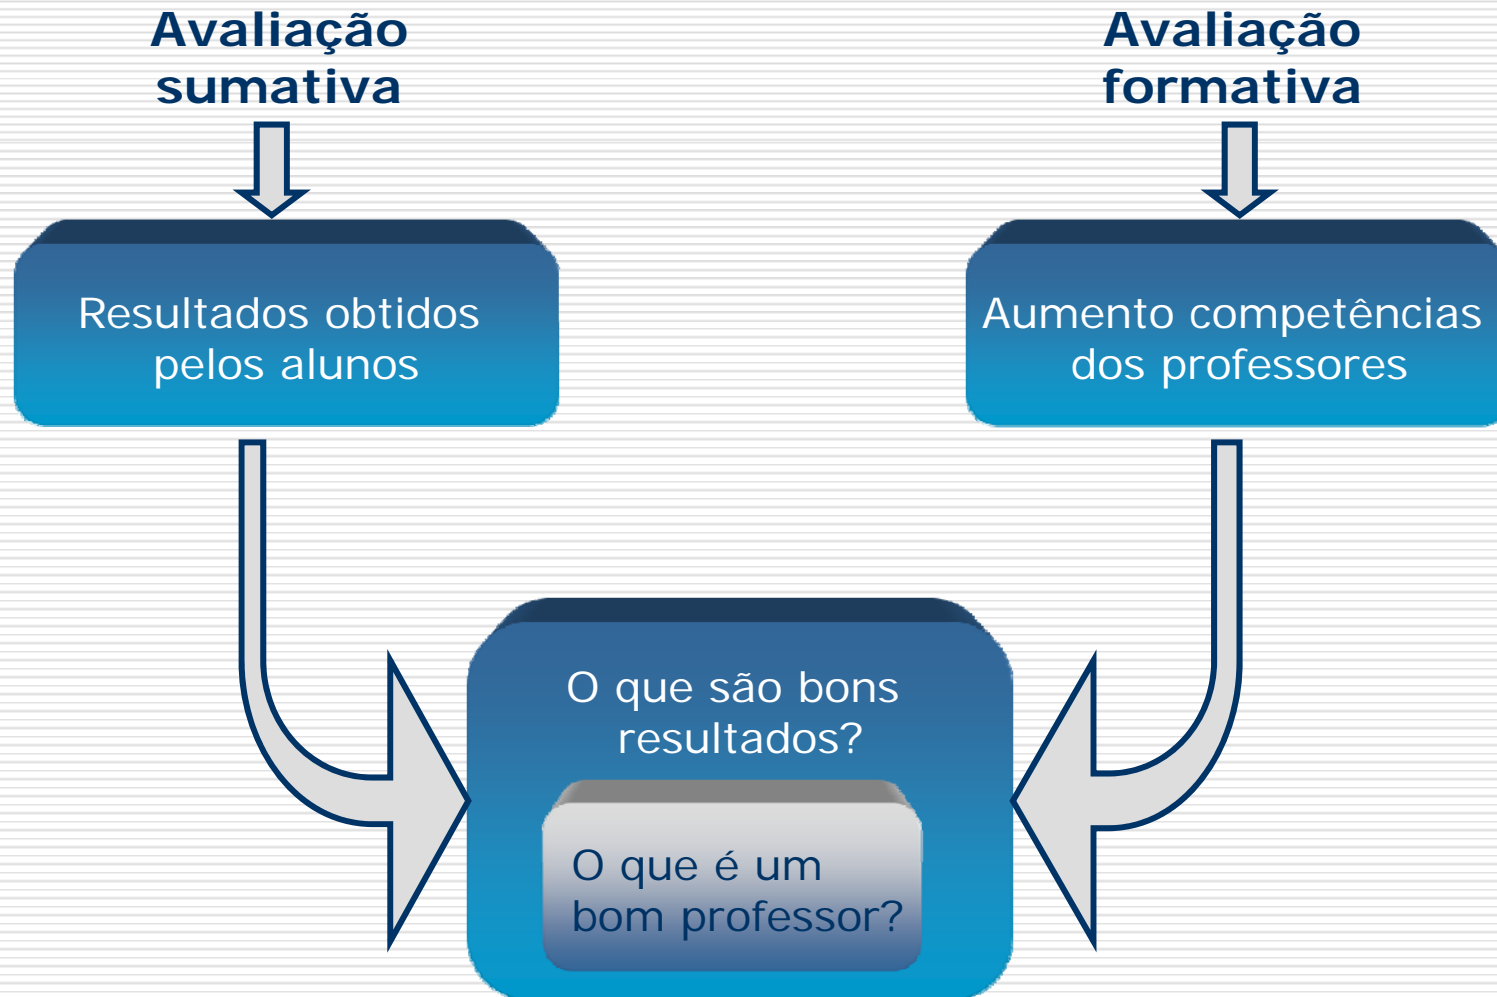 Avaliação
sumativa
Avaliação
formativa
Resultados obtidos
pelos alunos
Aumento competências
dos professores
O que são bons
resultados?
O que é um
bom professor?